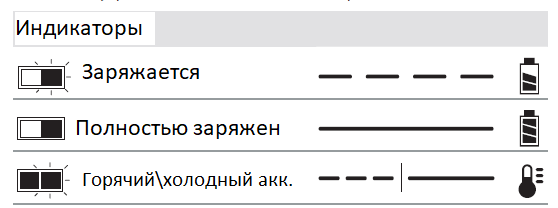 Индикаторы
Заряжается
Полностью заряжен
Горячий\холодный акк.